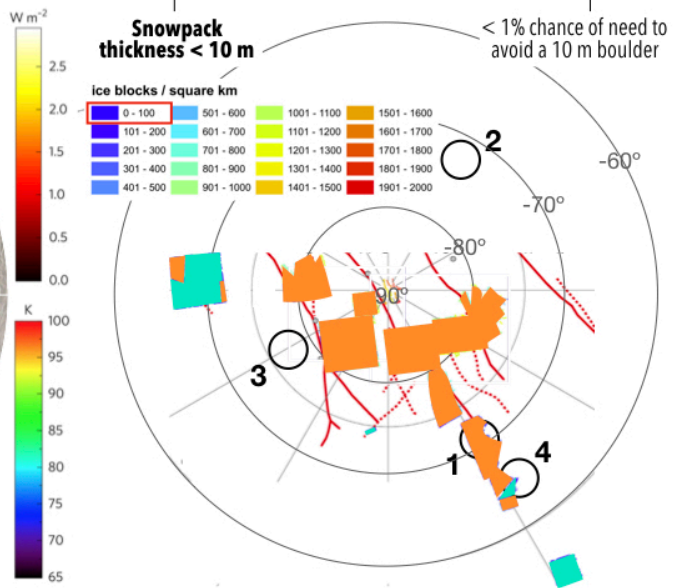 W m-2
2.5
2.0
1.5
1.0
0.5
0.0
K
100
95
90
85
80
75
70
65
Snowpack
thickness < 10 m
< 1% chance of need to
avoid a 10 m boulder
ice blocks / square km
0 - 100 501 - 600 1001 - 1100 1501 - 1600
101 - 200 601 - 700 1101 - 1200 1601 - 1700
201 - 300 701 - 800 1201 - 1300 1701 - 1800
301 - 400 801 - 900 1301 - 1400 1801 - 1900
401 - 500 901 - 1000 1401 - 1500 1901 - 2000
2
-60º
-70º
-80º
90º
3
1
4